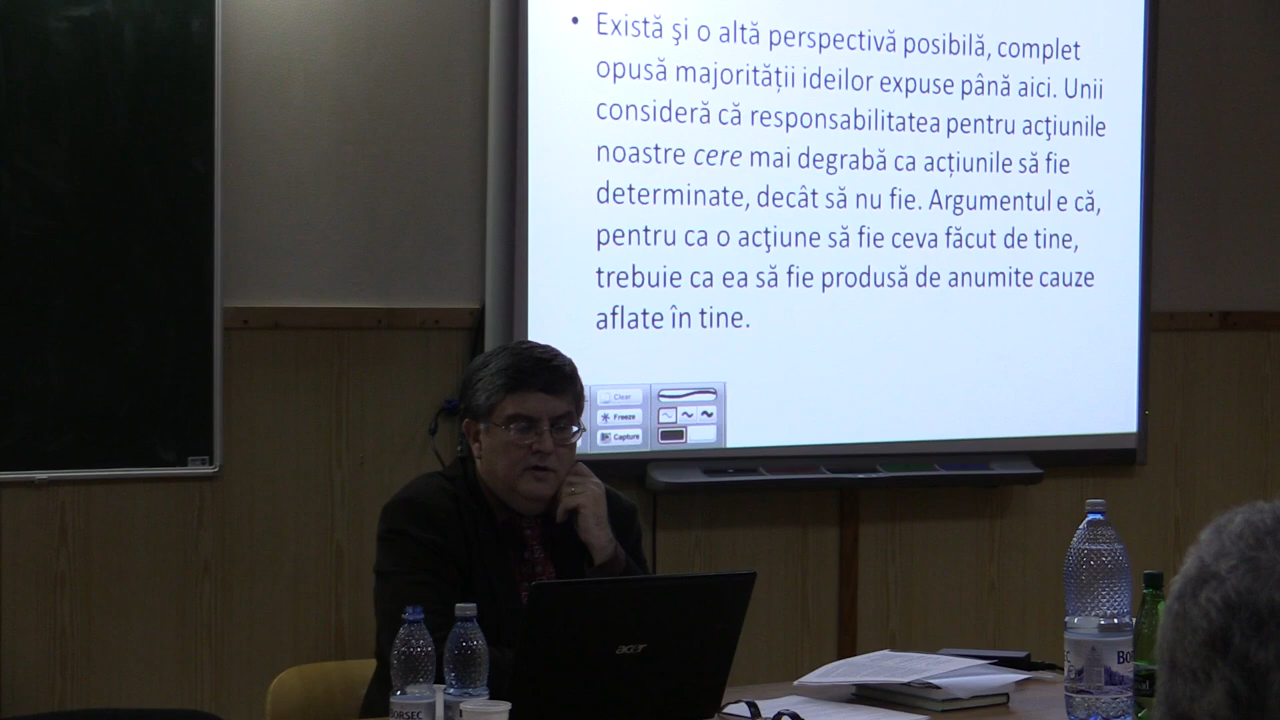 • Există şi o altă perspectivă posibilă, complet
opusă majorității ideilor expuse până aici. Unii
consideră că responsabilitatea pentru acţiunile
noastre cere mai degrabă ca acțiunile să fie
determinate, decât să nu fie. Argumentul e că,
pentru ca o acţiune să fie ceva făcut de tine,
trebuie ca ea să fie produsă de anumite cauze
aflate în tine.
Clear
Freeze
Capture
acer
BORSEC